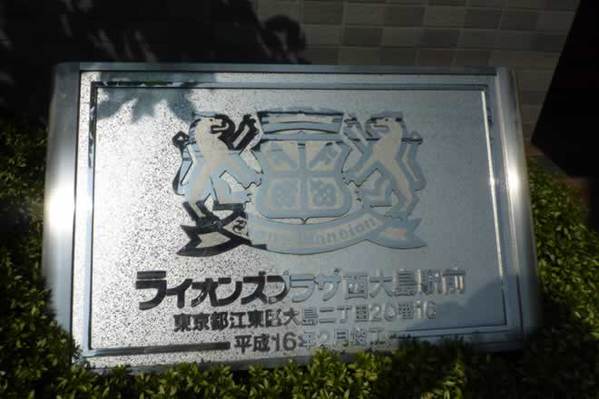 Lions Mansion
ライオンズプラザ西大島駅前
東京都江東区大島二丁目20番16
平成16年2月竣工